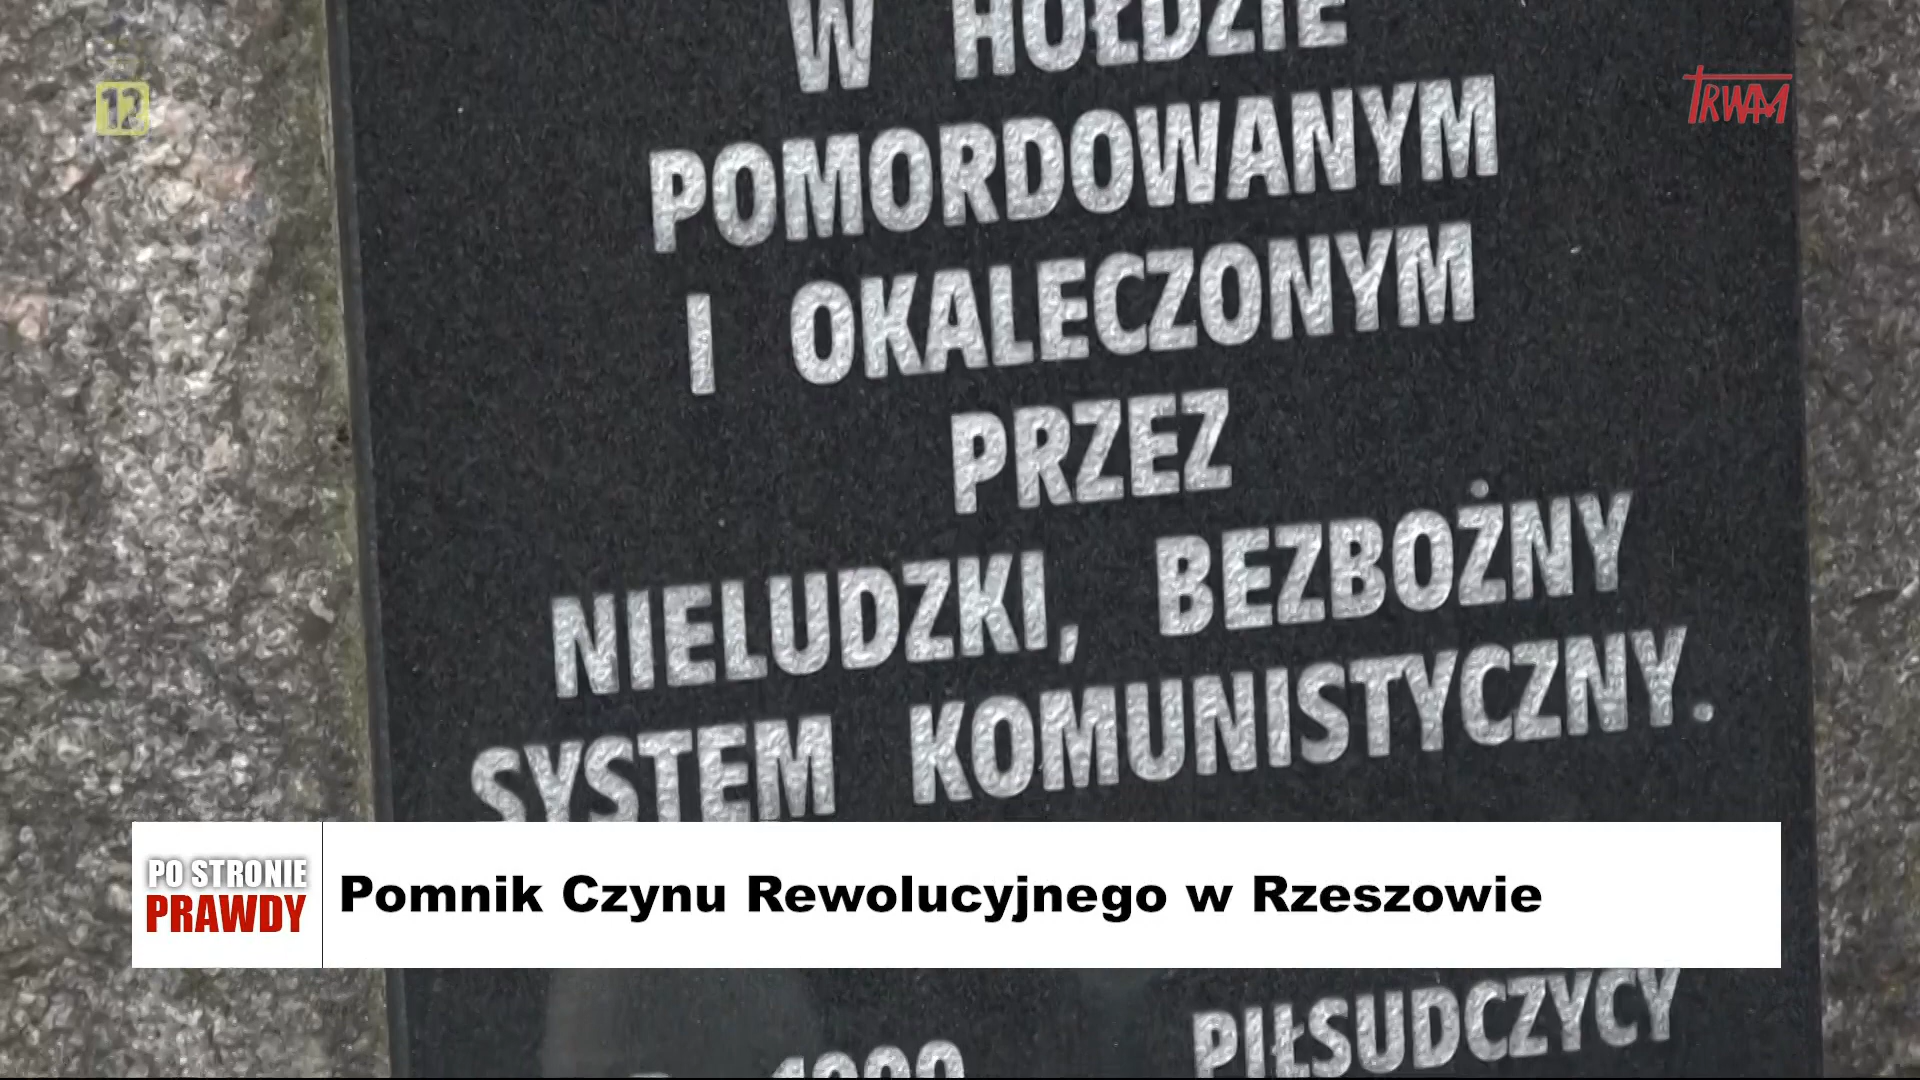 12
TRWAM
W HOŁDZIE
POMORDOWANYM
I OKALECZONYM
PRZEZ
NIELUDZKI, BEZBOŻNY
SYSTEM KOMUNISTYCZNY.
PO STRONIE
PRAWDY
Pomnik Czynu Rewolucyjnego w Rzeszowie
PIŁSUDCZYCY